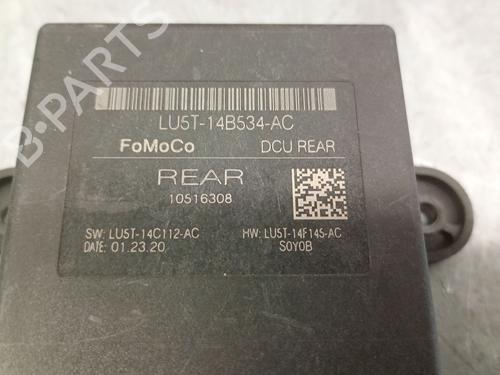 B-PARTS
LU5T-14B534-AC
FoMoCo DCU REAR
REAR
10516308
SW: LU5T-14C112-AC HW: LU5T-14F145-AC
DATE: 01.23.20 S0Y0B